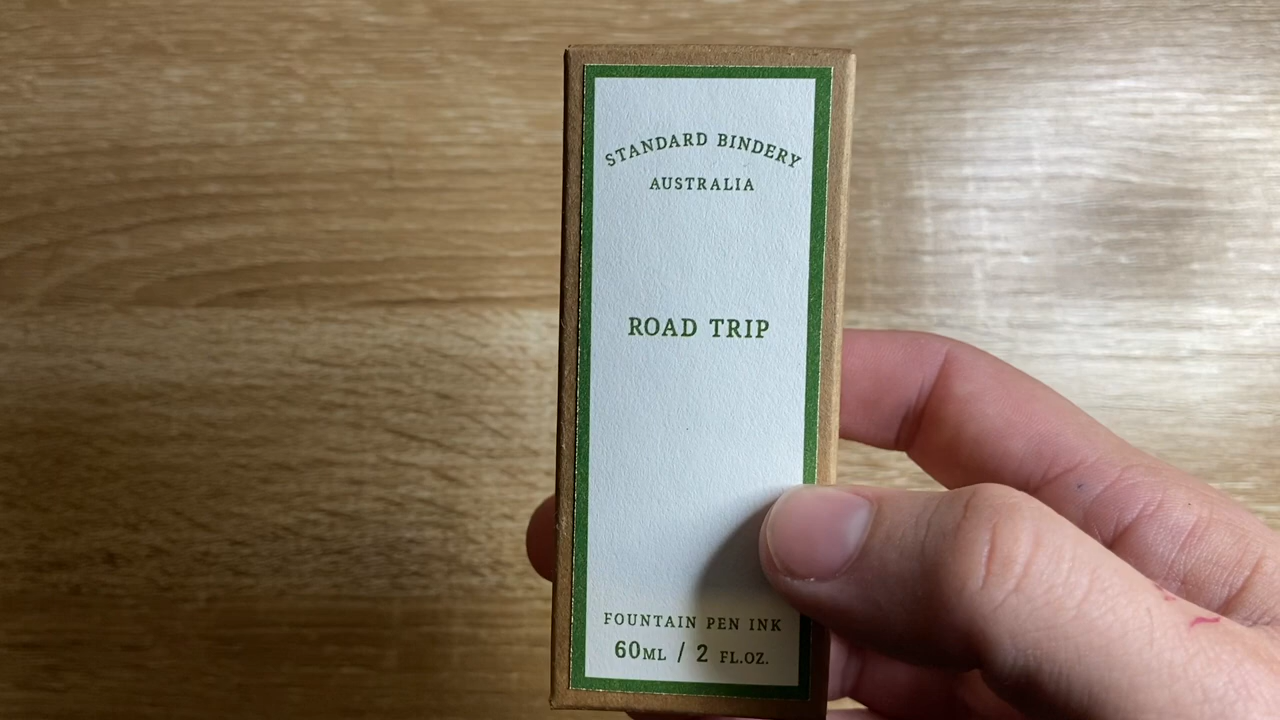 STANDARD BINDERY
AUSTRALIA
ROAD TRIP
FOUNTAIN PEN INK
60ML / 2 FL.OZ.